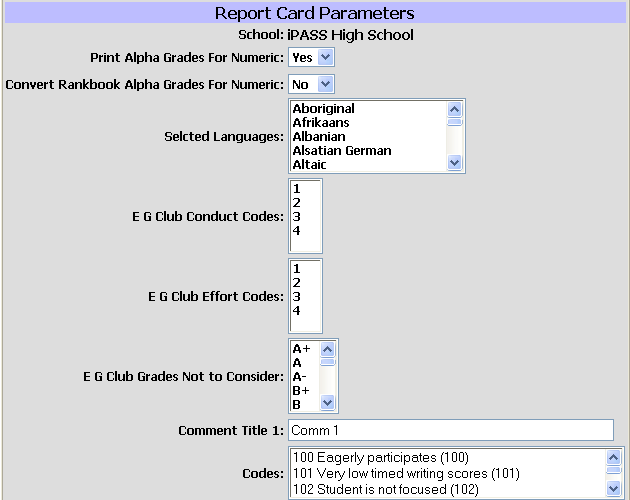 Report Card Parameters
School: iPASS High School
Print Alpha Grades For Numeric: Yes
Convert Rankbook Alpha Grades For Numeric: No
Selcted Languages:
Aboriginal
Afrikaans
Albanian
Alsatian German
Altaic
E G Club Conduct Codes:
1
2
3
4
E G Club Effort Codes:
1
2
3
4
E G Club Grades Not to Consider:
A+
A
A-
B+
B
Comment Title 1: Comm 1
Codes:
100 Eagerly participates (100)
101 Very low timed writing scores (101)
102 Student is not focused (102)